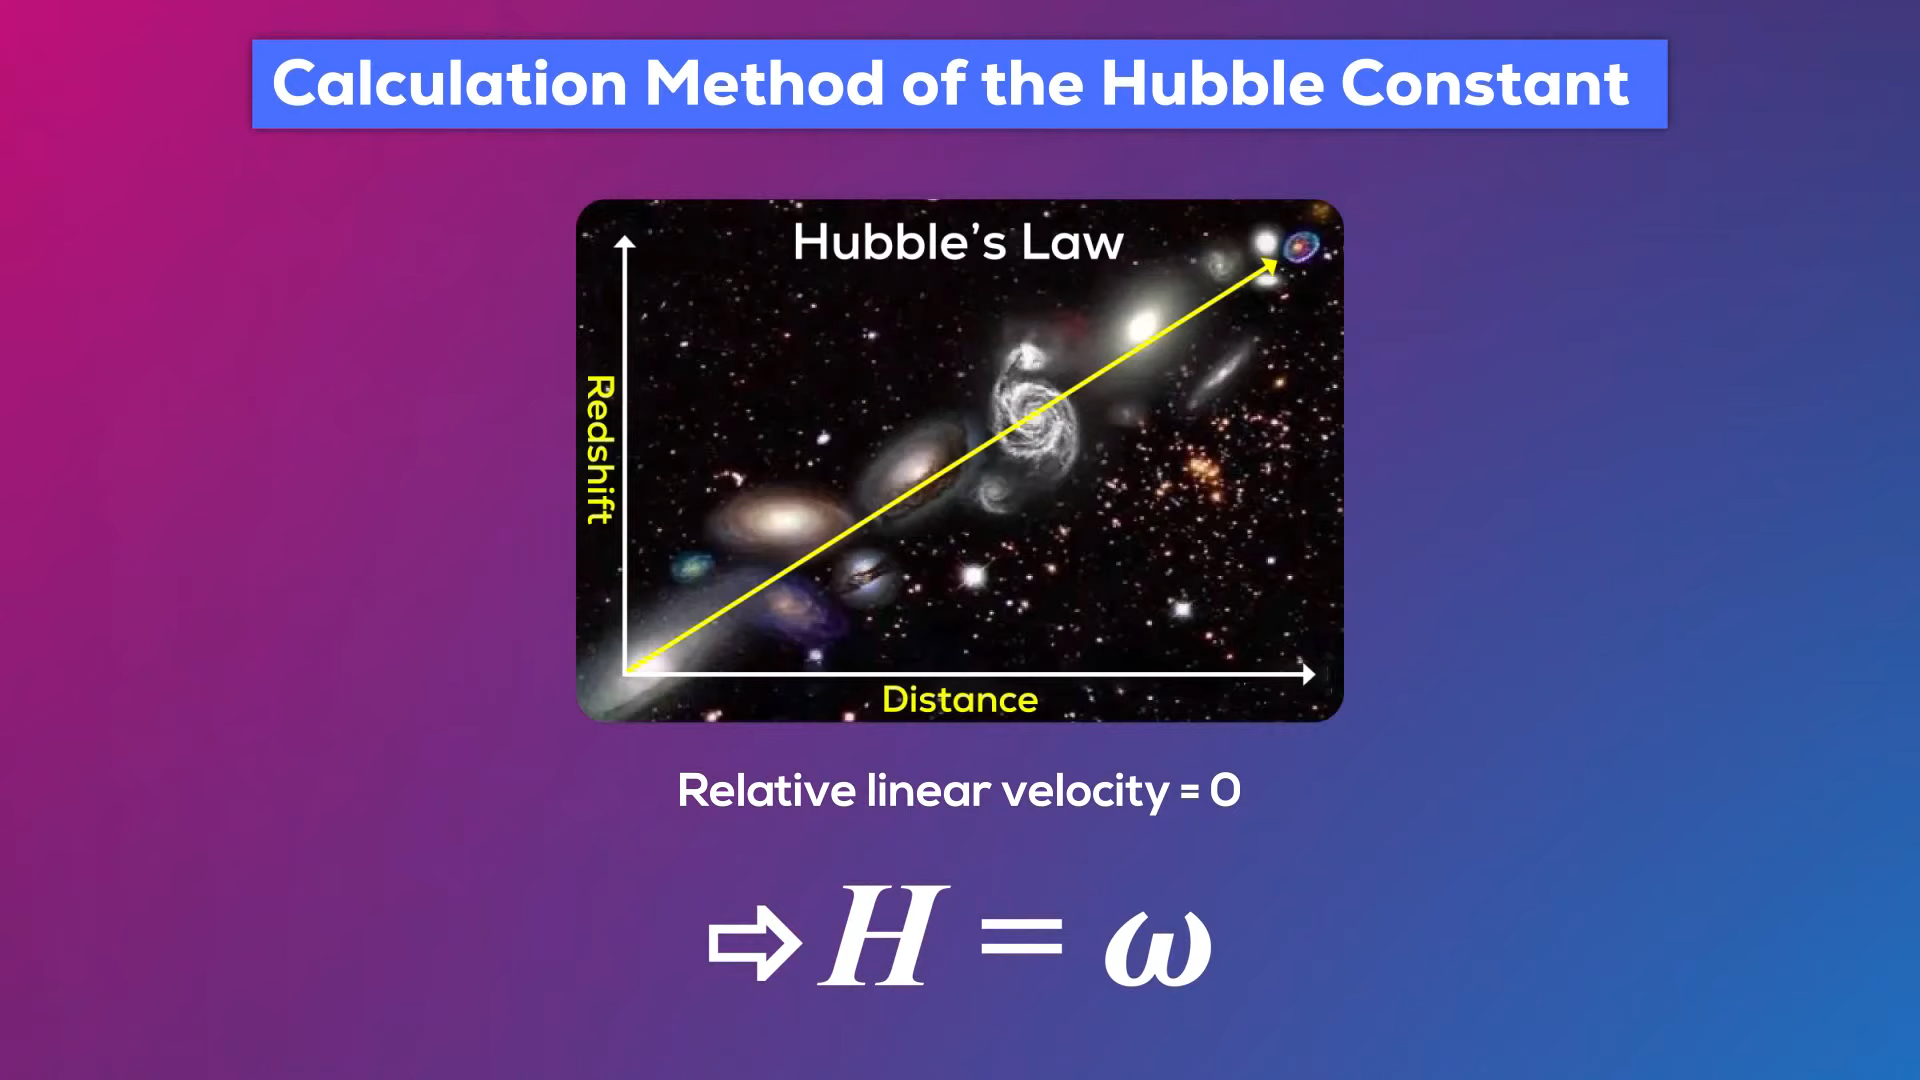 Calculation Method of the Hubble Constant
Hubble’s Law
Redshift
Distance
Relative linear velocity = 0
⇨ H = ω